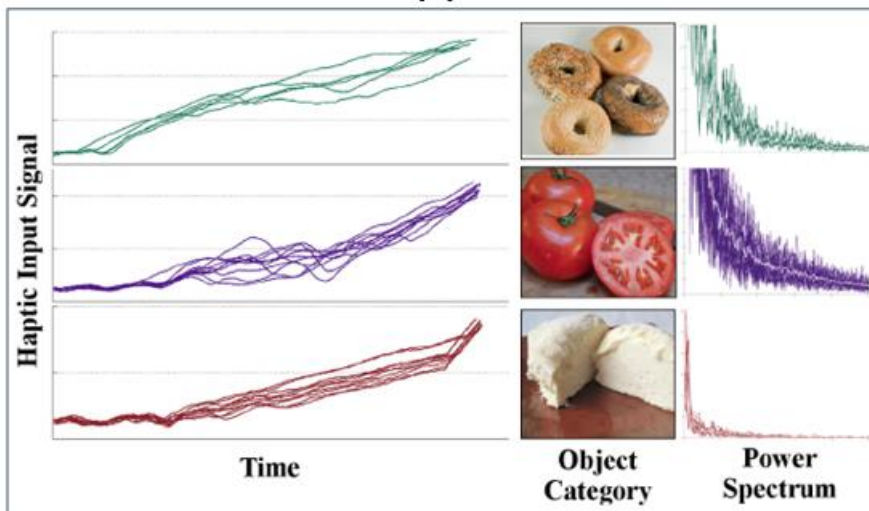 Haptic Input Signal
Time
Object
Category
Power
Spectrum